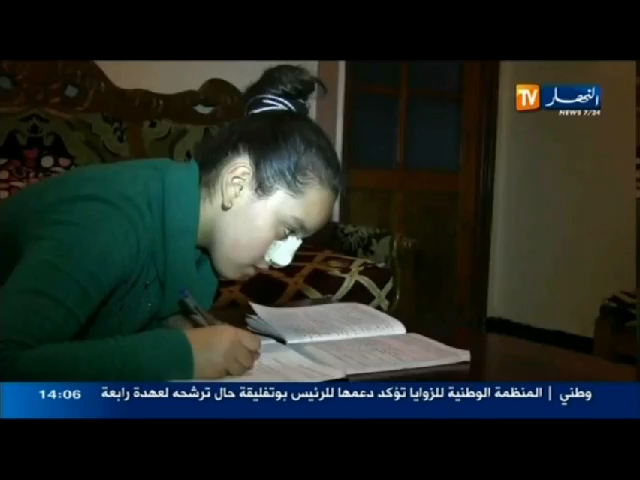 TV النهار
NEWS 7/24
14:06
وطني | المنظمة الوطنية للزوايا تؤكد دعمها للرئيس بوتفليقة حال ترشحه لعهدة رابعة